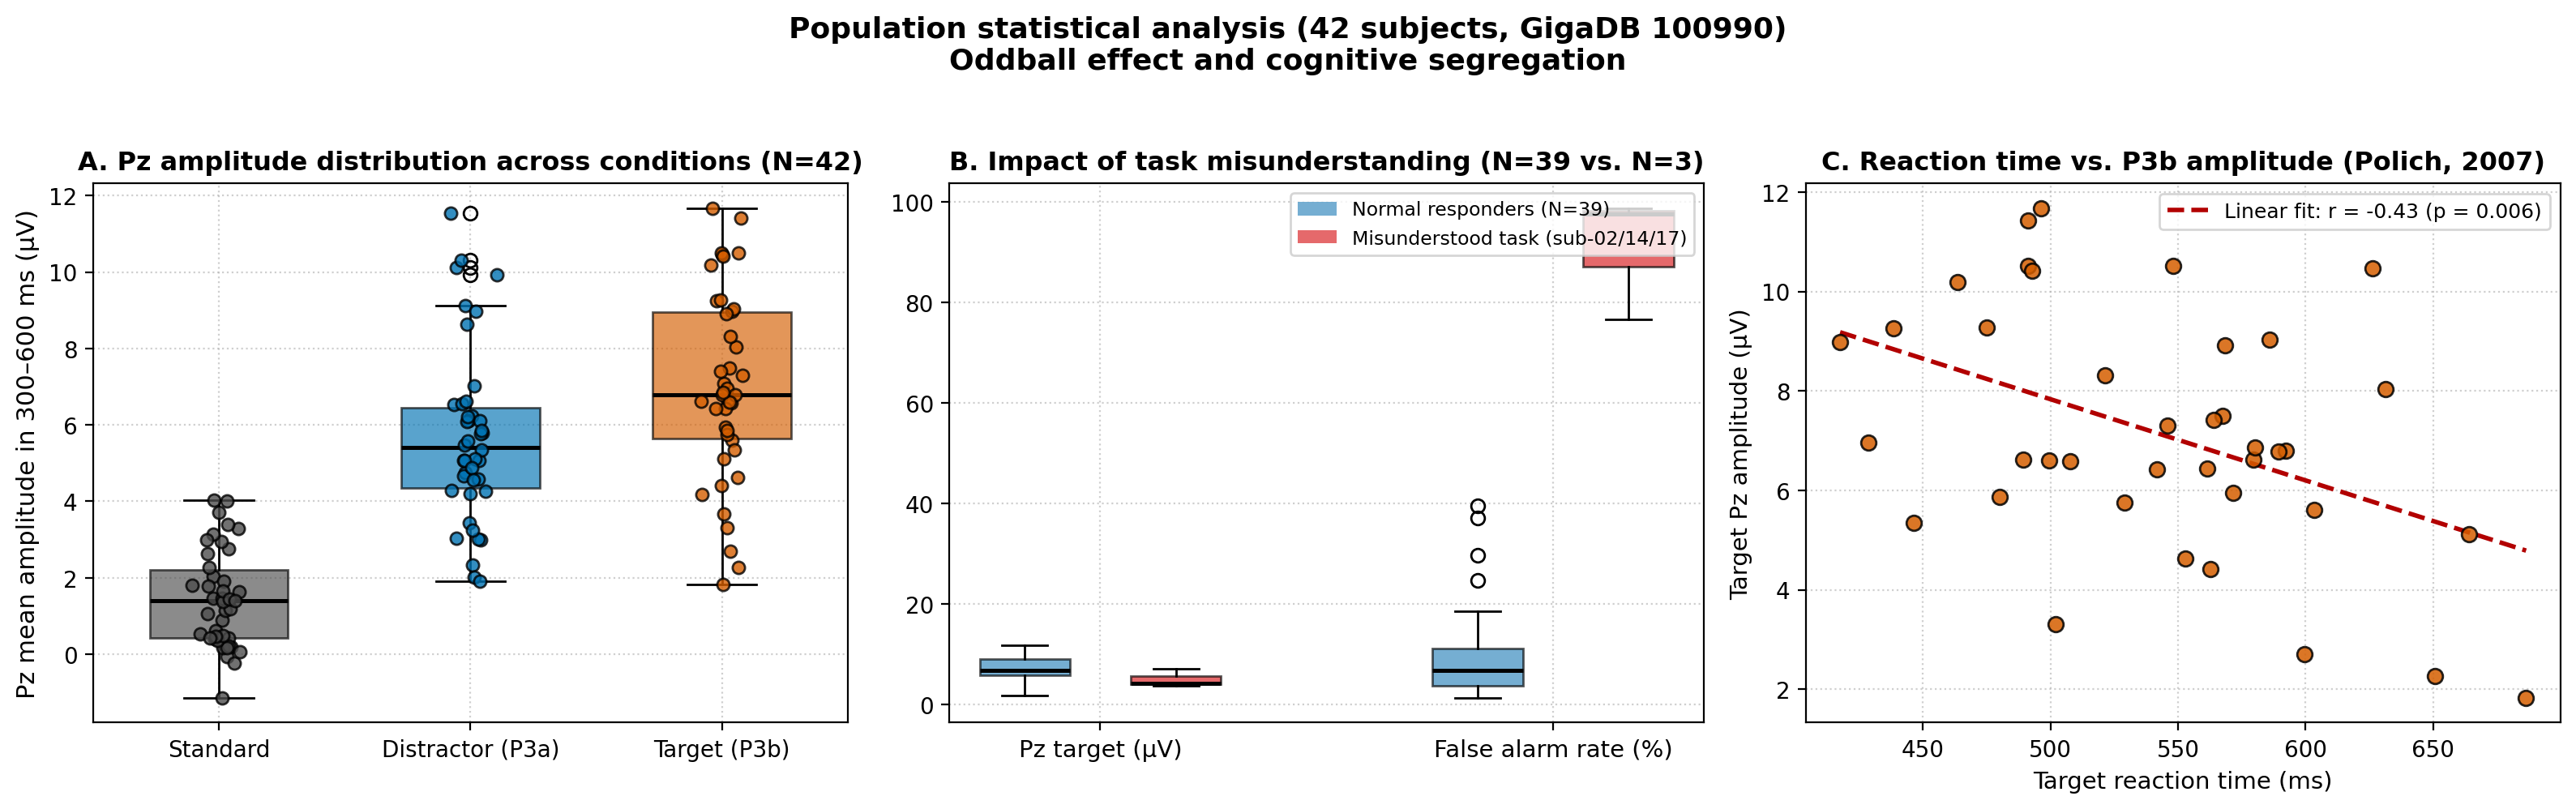 Population statistical analysis (42 subjects, GigaDB 100990)
Oddball effect and cognitive segregation
A. Pz amplitude distribution across conditions (N=42)
Pz mean amplitude in 300–600 ms (µV)
12
10
8
6
4
2
0
Standard
Distractor (P3a)
Target (P3b)
B. Impact of task misunderstanding (N=39 vs. N=3)
Normal responders (N=39)
Misunderstood task (sub-02/14/17)
100
80
60
40
20
0
Pz target (µV)
False alarm rate (%)
C. Reaction time vs. P3b amplitude (Polich, 2007)
Linear fit: r = -0.43 (p = 0.006)
Target Pz amplitude (µV)
12
10
8
6
4
2
450
500
550
600
650
Target reaction time (ms)